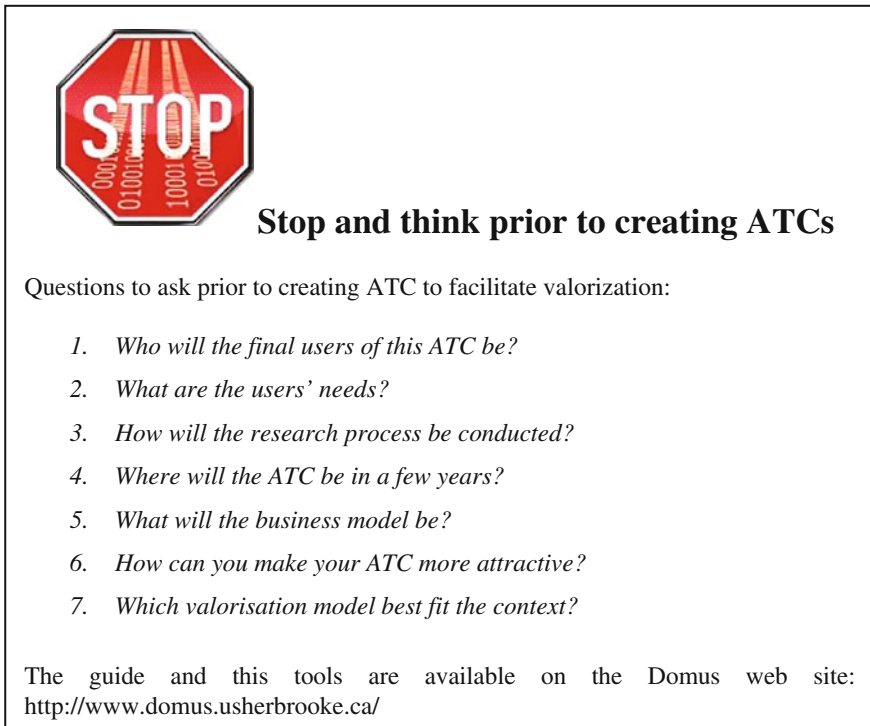 STOP
Stop and think prior to creating ATCs
Questions to ask prior to creating ATC to facilitate valorization:
1. Who will the final users of this ATC be?
2. What are the users’ needs?
3. How will the research process be conducted?
4. Where will the ATC be in a few years?
5. What will the business model be?
6. How can you make your ATC more attractive?
7. Which valorisation model best fit the context?
The guide and this tools are available on the Domus web site:
http://www.domus.usherbrooke.ca/